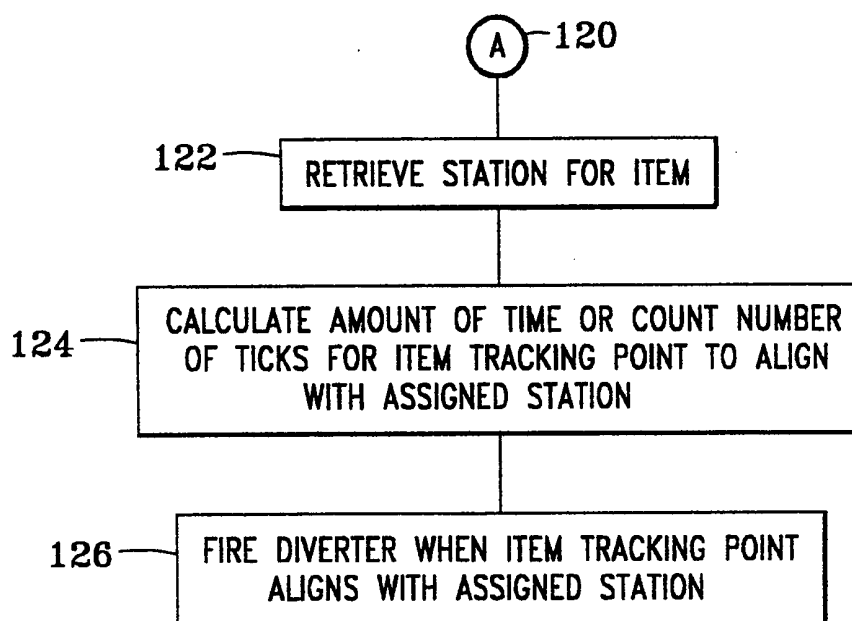 A 120
122 RETRIEVE STATION FOR ITEM
CALCULATE AMOUNT OF TIME OR COUNT NUMBER
124 OF TICKS FOR ITEM TRACKING POINT TO ALIGN
WITH ASSIGNED STATION
126 FIRE DIVERTER WHEN ITEM TRACKING POINT
ALIGNS WITH ASSIGNED STATION